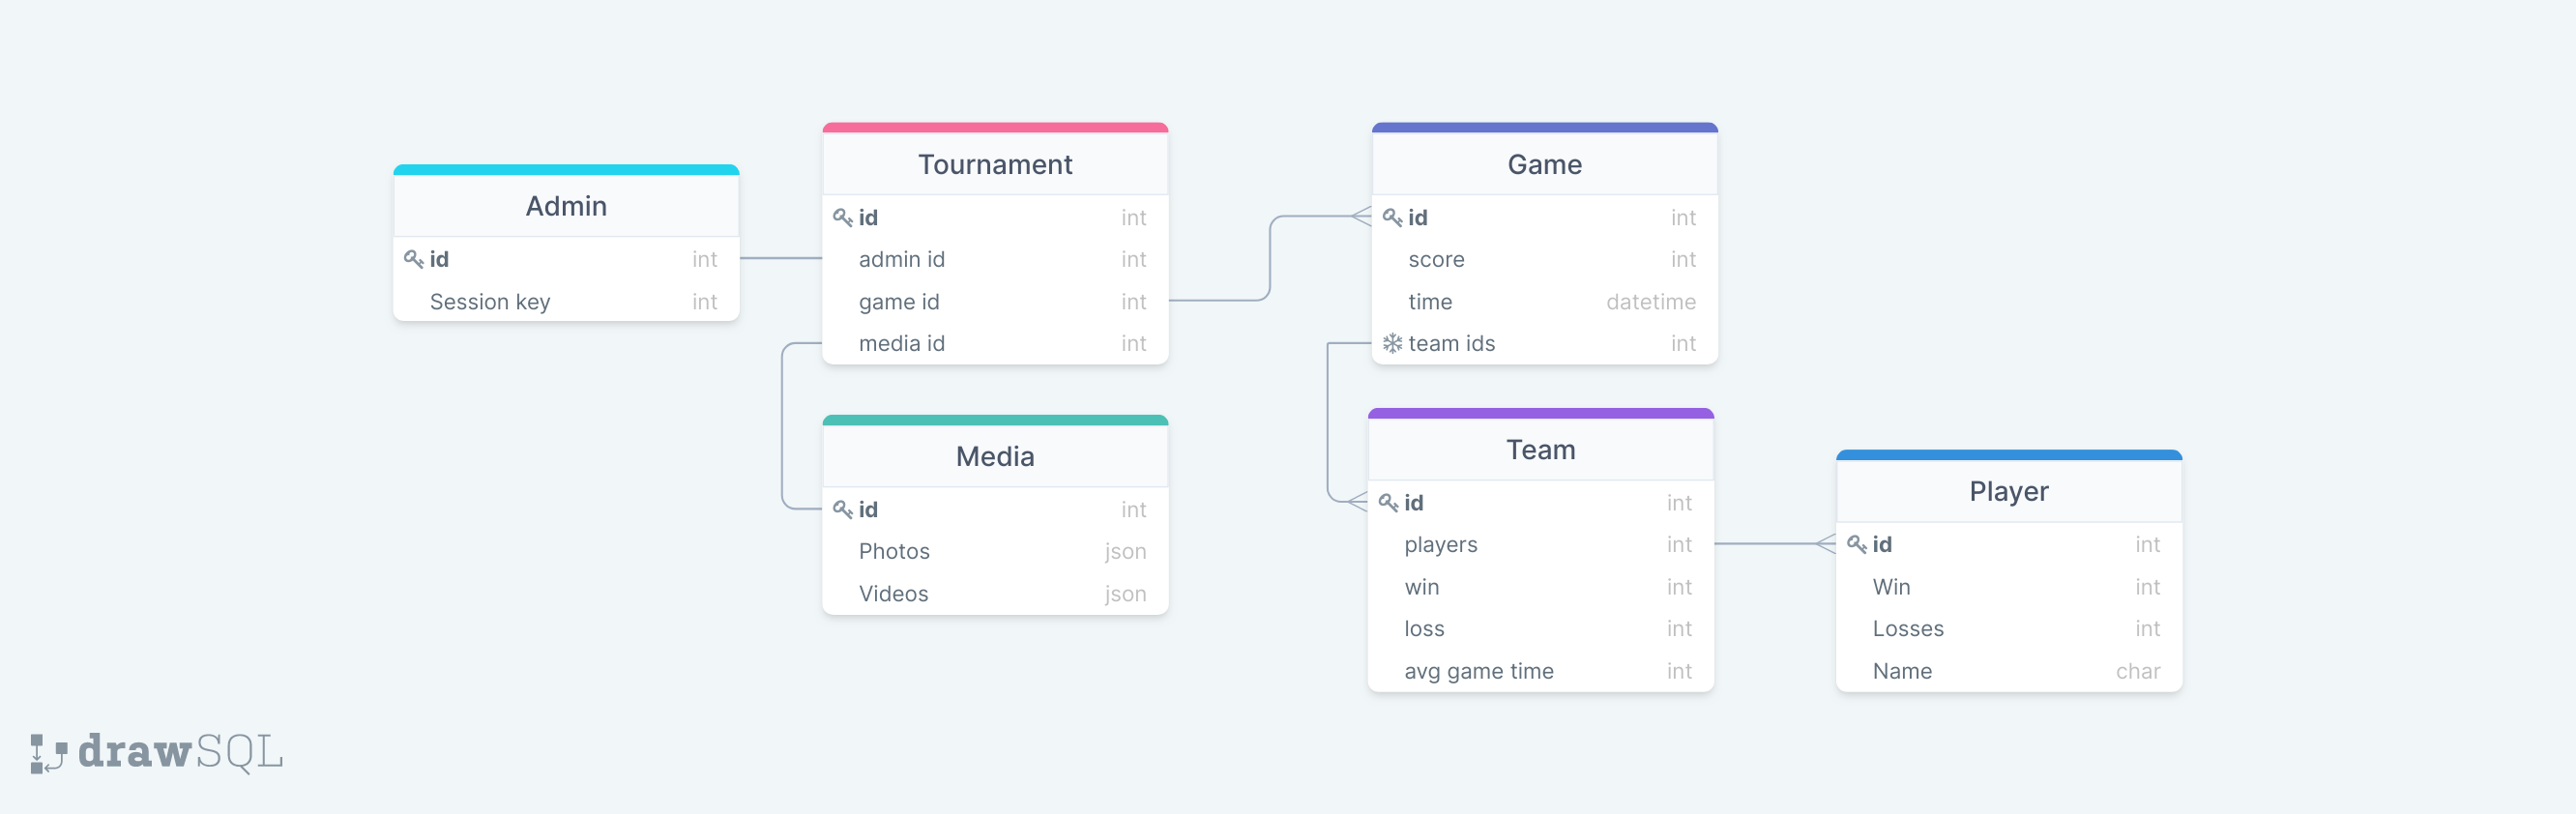 Admin
id int
Session key int
Tournament
id int
admin id int
game id int
media id int
Media
id int
Photos json
Videos json
Game
id int
score int
time datetime
team ids int
Team
id int
players int
win int
loss int
avg game time int
Player
id int
Win int
Losses int
Name char
drawSQL